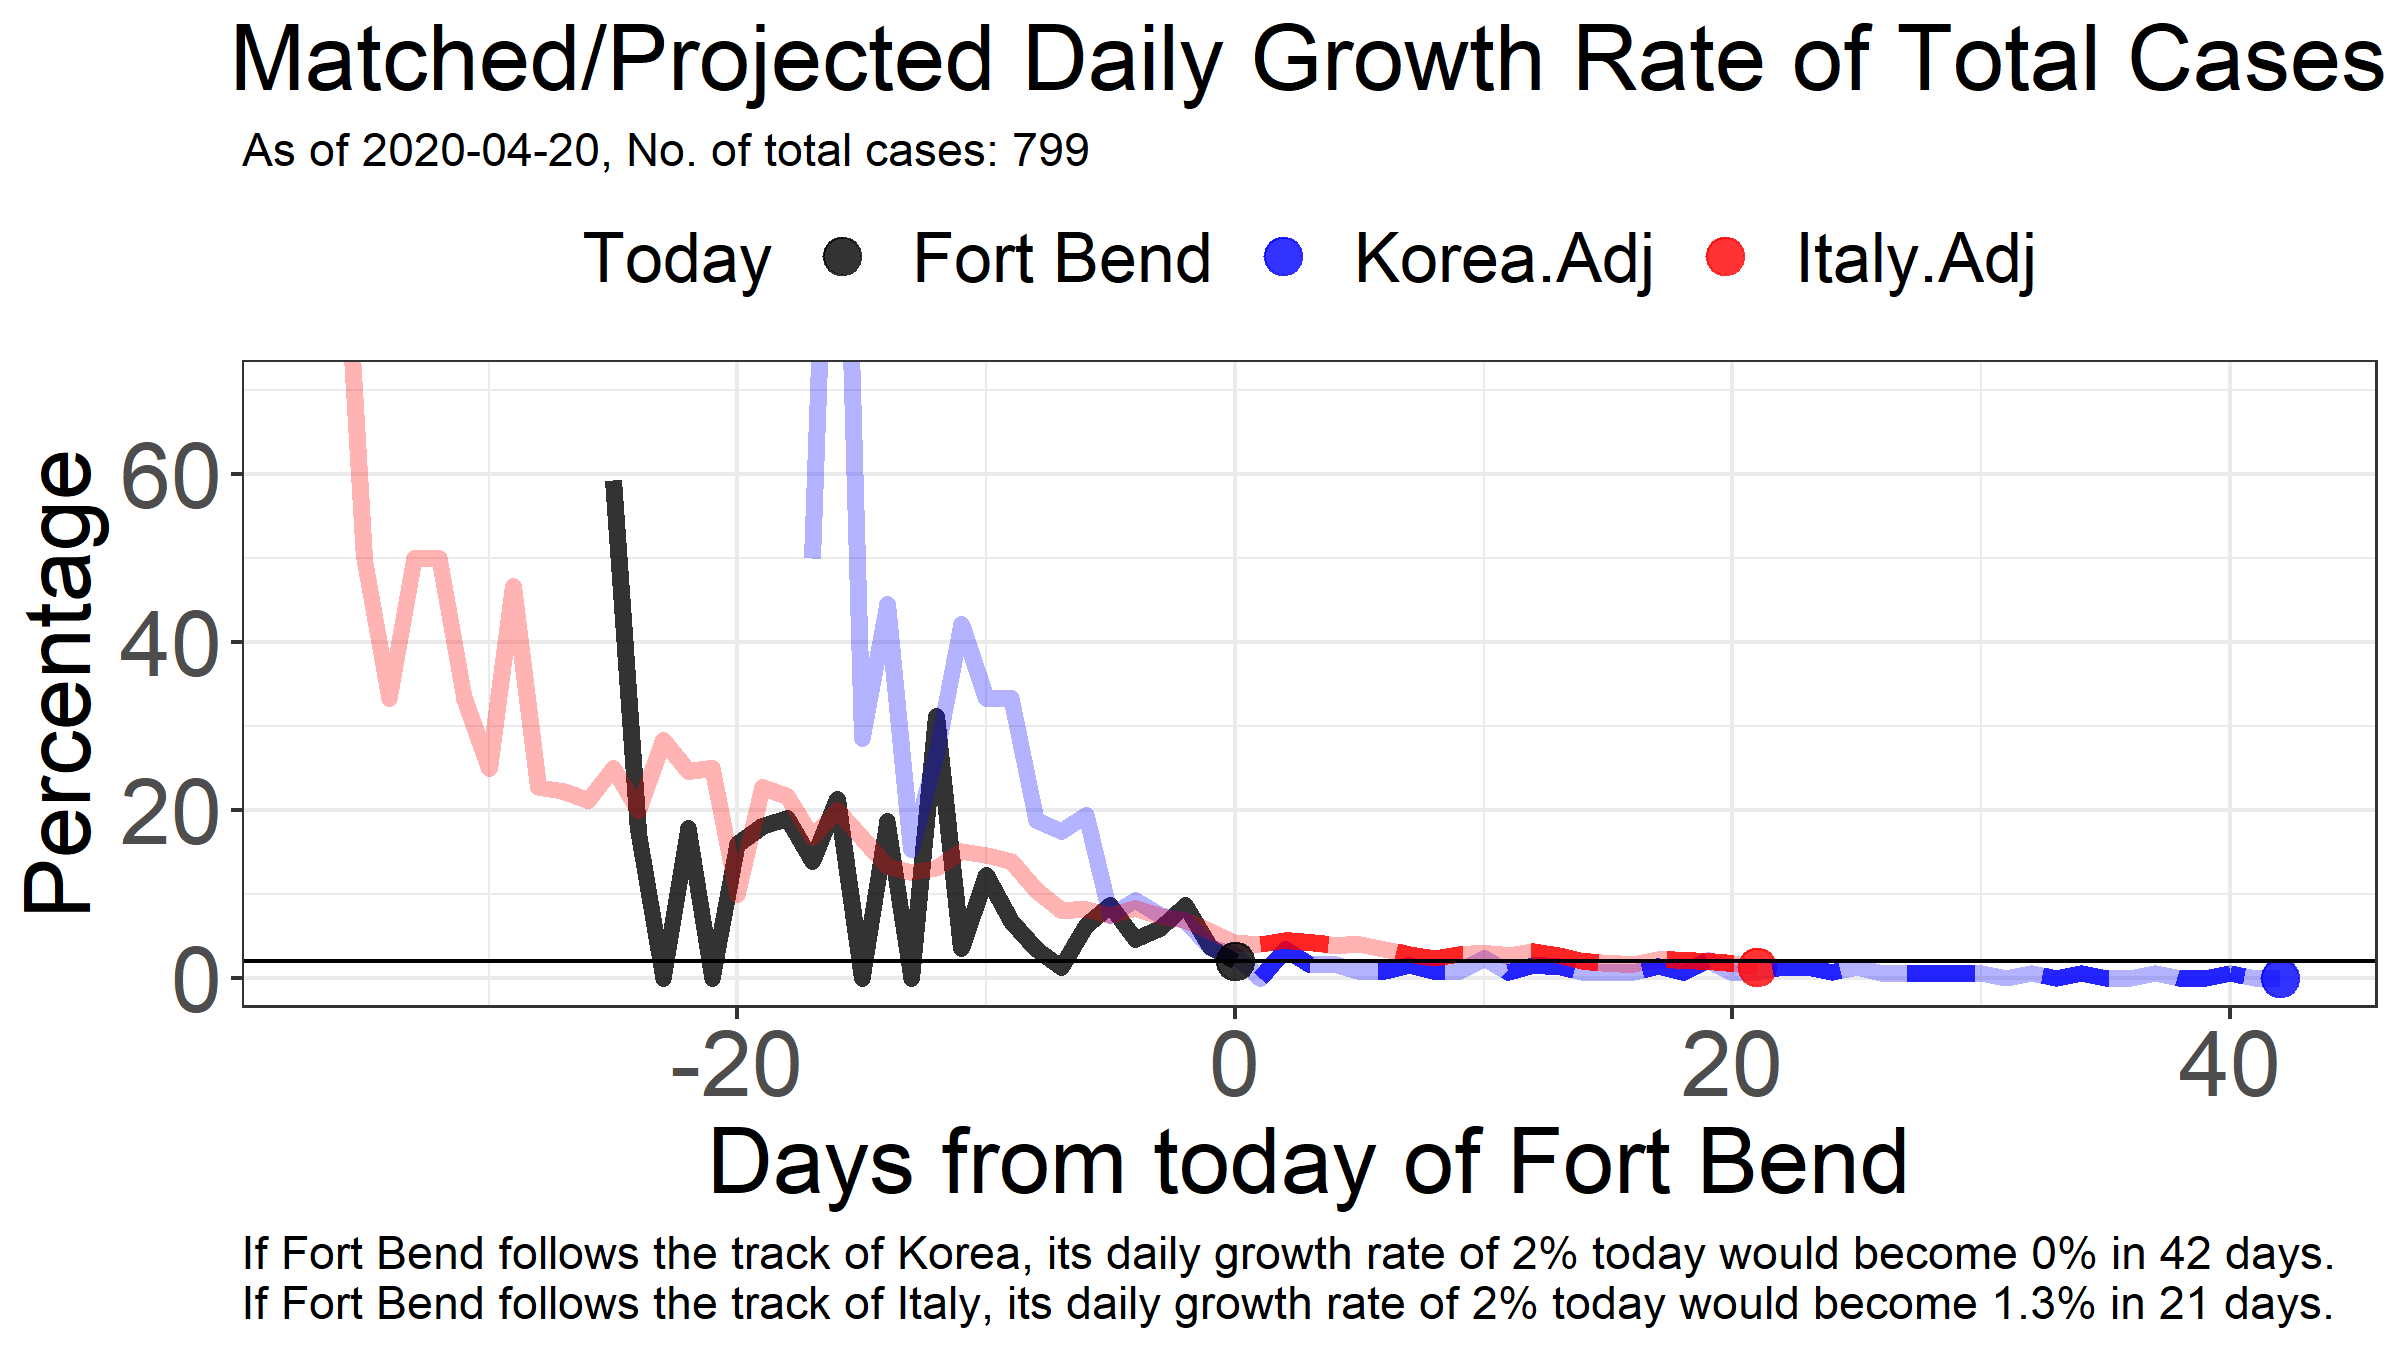 Matched/Projected Daily Growth Rate of Total Cases
As of 2020-04-20, No. of total cases: 799
Today Fort Bend Korea.Adj Italy.Adj
Percentage
60
40
20
0
-20 0 20 40
Days from today of Fort Bend
If Fort Bend follows the track of Korea, its daily growth rate of 2% today would become 0% in 42 days.
If Fort Bend follows the track of Italy, its daily growth rate of 2% today would become 1.3% in 21 days.